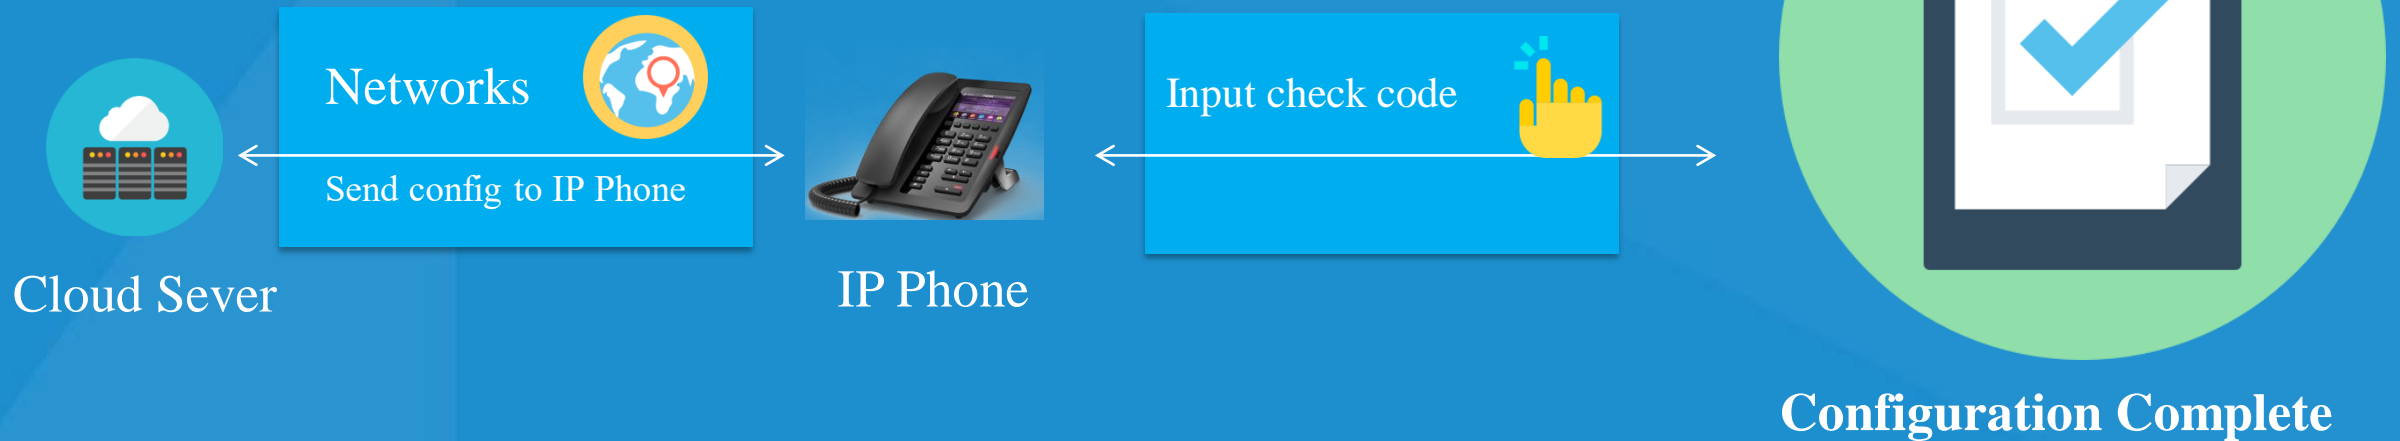 Networks
Send config to IP Phone
Input check code
Cloud Sever
IP Phone
Configuration Complete